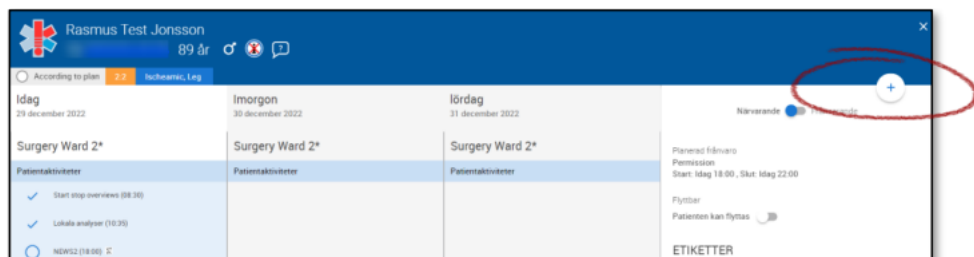 Rasmus Test Jonsson
89 år
According to plan 2:2 Ischeamic, Leg
Idag
29 december 2022
Imorgon
30 december 2022
lördag
31 december 2022
Närvarande
Surgery Ward 2*
Surgery Ward 2*
Surgery Ward 2*
Patientaktiviteter
Patientaktiviteter
Patientaktiviteter
Start stop overviews (08:30)
Lokala analyser (10:35)
NEWS2 (18:00)
Planerad frånvaro
Permission
Start: Idag 18:00 , Slut: Idag 22:00
Flyttbar
Patienten kan flyttas
ETIKETTER